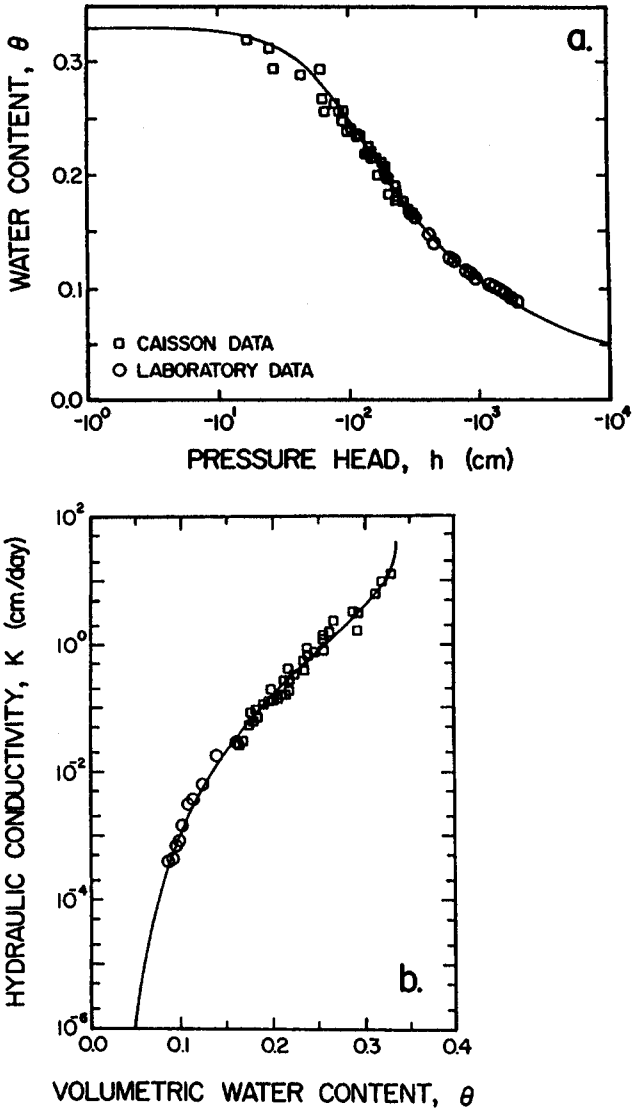 WATER CONTENT, θ
a.
0.3
0.2
0.1
0.0
□ CAISSON DATA
○ LABORATORY DATA
-10⁰ -10¹ -10² -10³ -10⁴
PRESSURE HEAD, h (cm)
HYDRAULIC CONDUCTIVITY, K (cm/day)
10²
10⁰
10⁻²
10⁻⁴
10⁻⁶
b.
0.0 0.1 0.2 0.3 0.4
VOLUMETRIC WATER CONTENT, θ